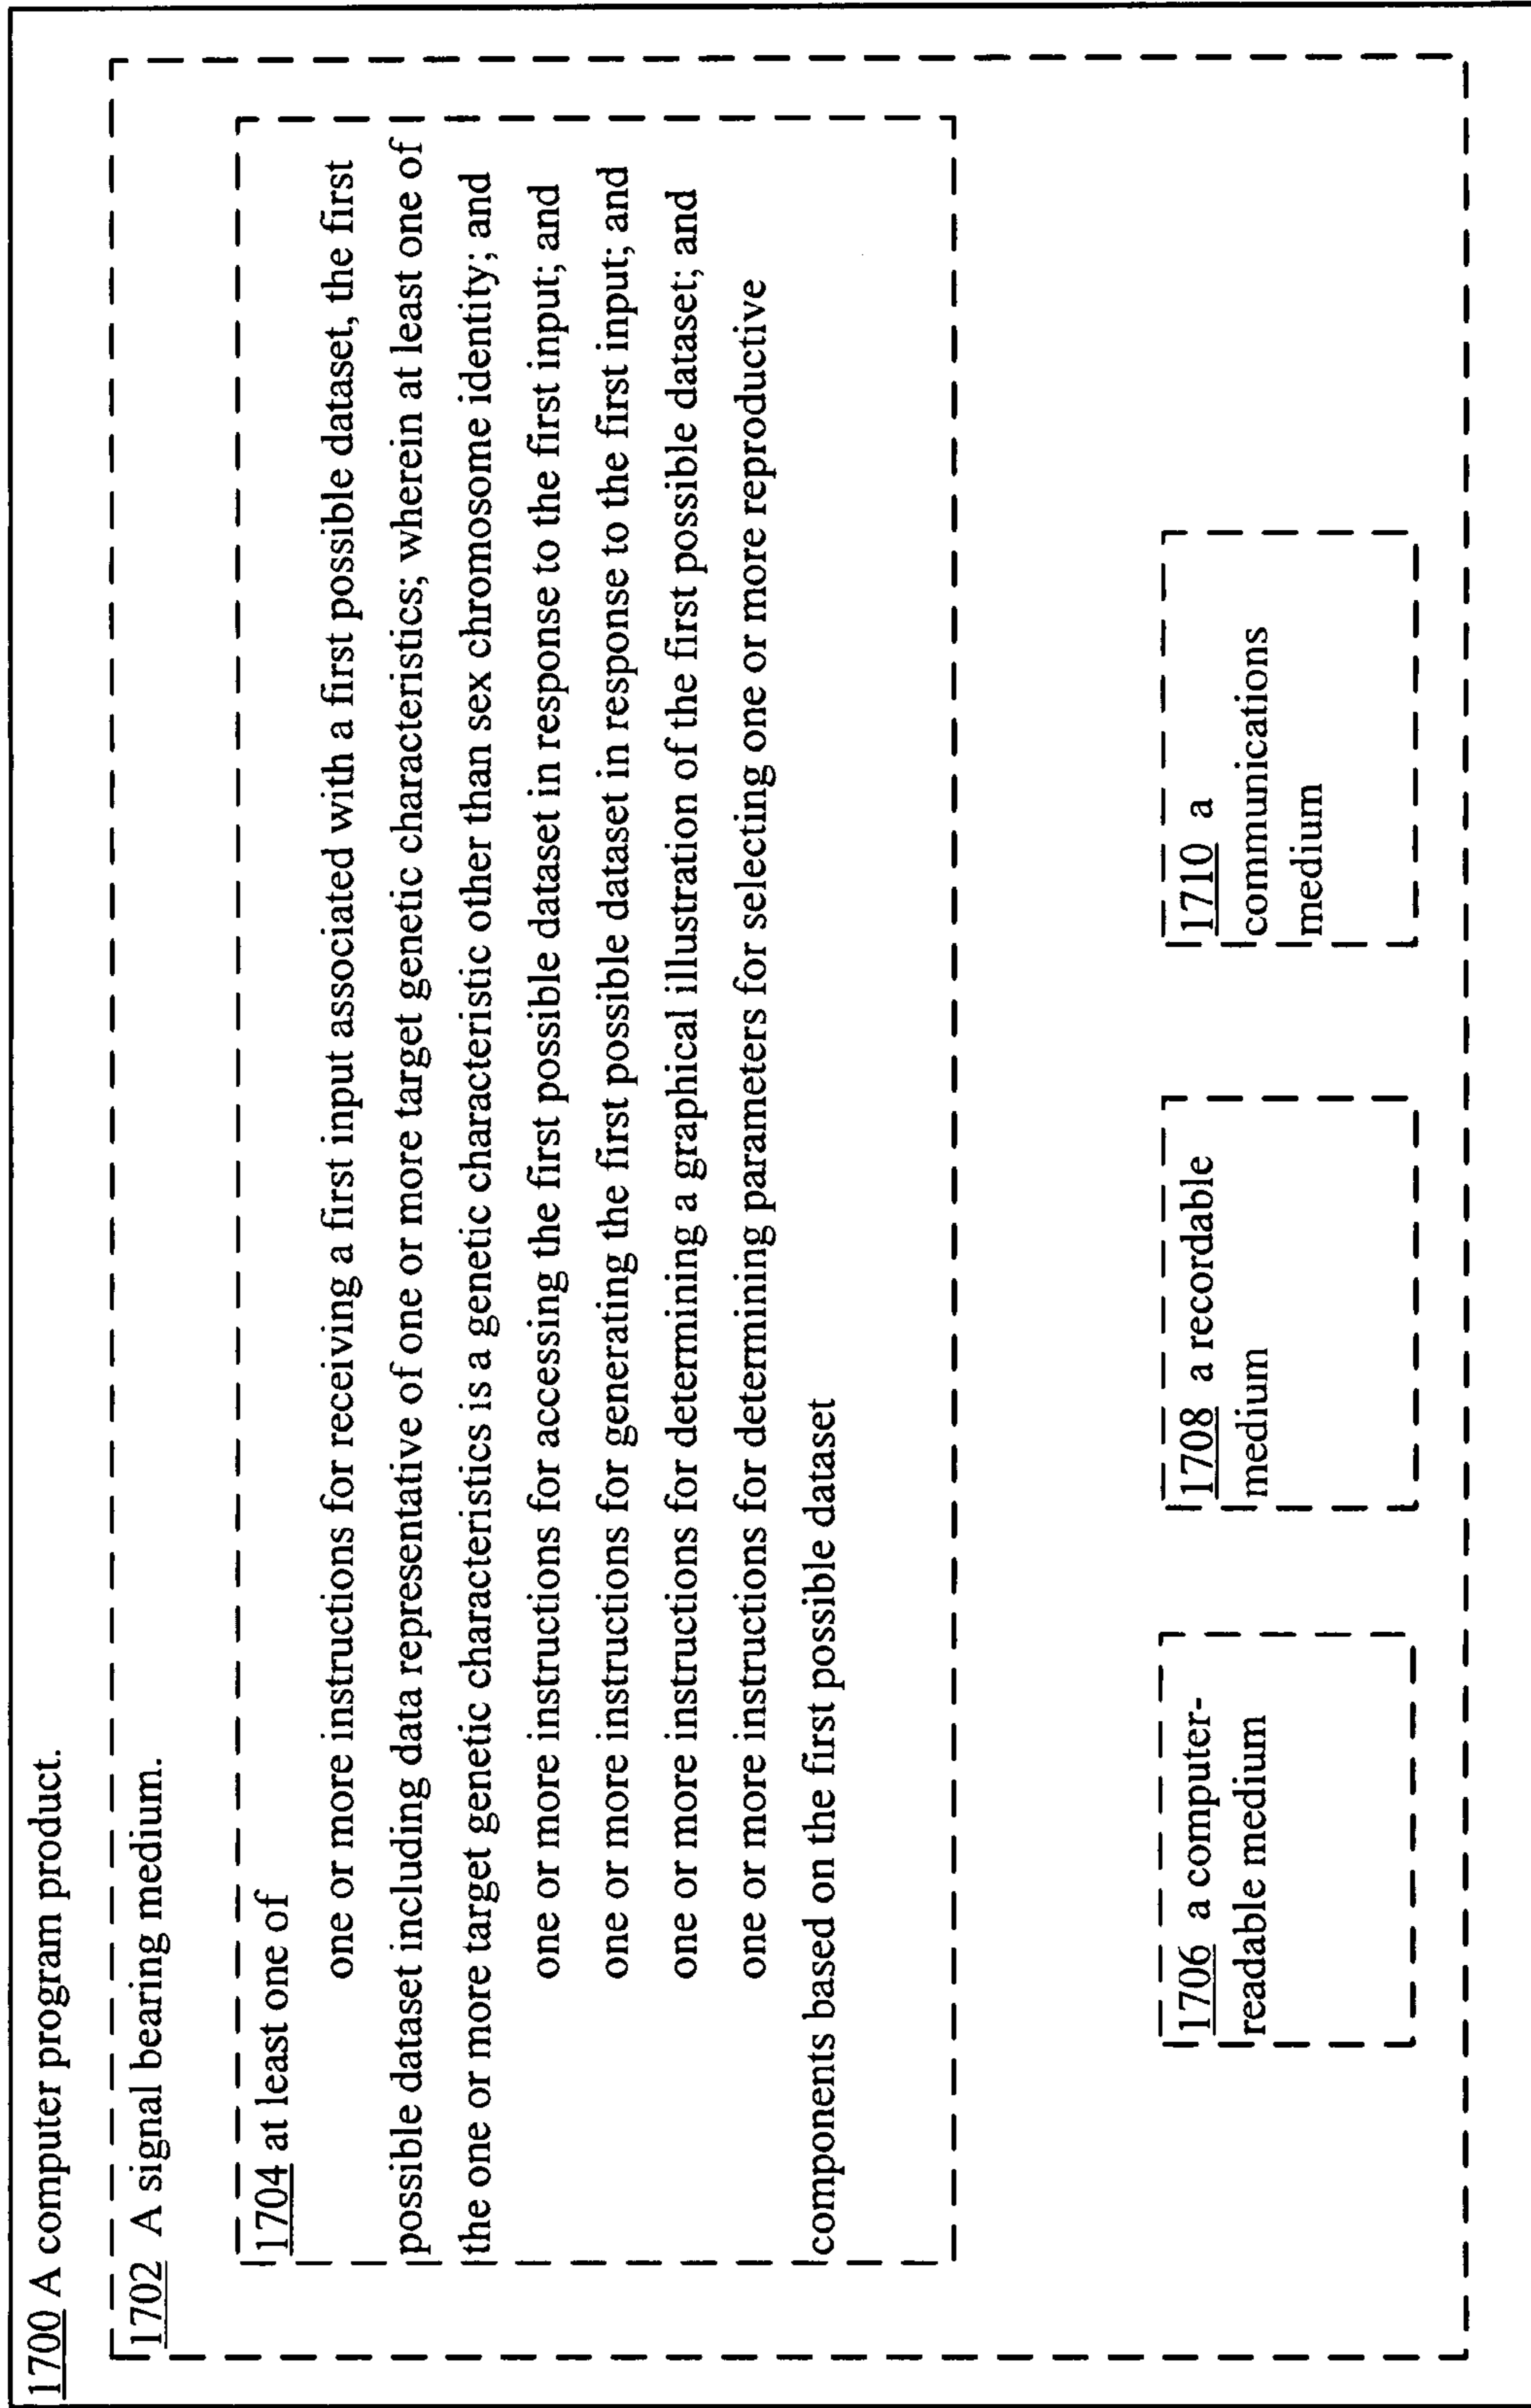 1700 A computer program product.
1702 A signal bearing medium.
1704 at least one of
one or more instructions for receiving a first input associated with a first possible dataset, the first
possible dataset including data representative of one or more target genetic characteristics; wherein at least one of
the one or more target genetic characteristics is a genetic characteristic other than sex chromosome identity; and
one or more instructions for accessing the first possible dataset in response to the first input; and
one or more instructions for generating the first possible dataset in response to the first input; and
one or more instructions for determining a graphical illustration of the first possible dataset; and
one or more instructions for determining parameters for selecting one or more reproductive
components based on the first possible dataset
1706 a computer-
readable medium
1708 a recordable
medium
1710 a
communications
medium